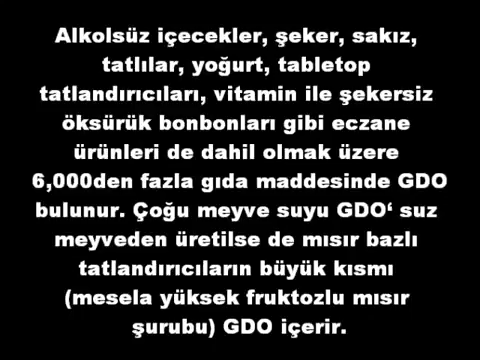 Alkolsüz içecekler, şeker, sakız,
tatlılar, yoğurt, tabletop
tatlandırıcıları, vitamin ile şekersiz
öksürük bonbonları gibi eczane
ürünleri de dahil olmak üzere
6,000den fazla gıda maddesinde GDO
bulunur. Çoğu meyve suyu GDO‘ suz
meyveden üretilse de mısır bazlı
tatlandırıcıların büyük kısmı
(mesela yüksek fruktozlu mısır
şurubu) GDO içerir.